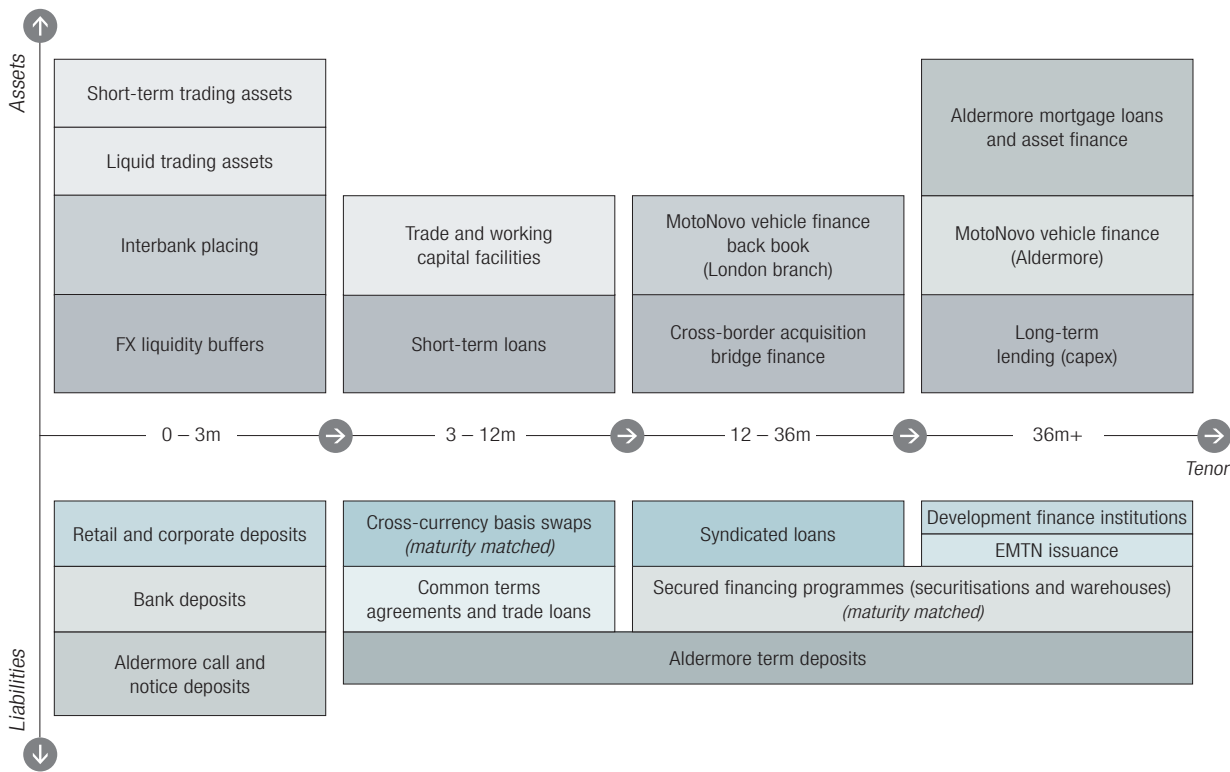 Assets
Short-term trading assets
Liquid trading assets
Interbank placing
FX liquidity buffers
Trade and working
capital facilities
Short-term loans
MotoNovo vehicle finance
back book
(London branch)
Cross-border acquisition
bridge finance
Aldermore mortgage loans
and asset finance
MotoNovo vehicle finance
(Aldermore)
Long-term
lending (capex)
0 – 3m
3 – 12m
12 – 36m
36m+
Tenor
Liabilities
Retail and corporate deposits
Bank deposits
Aldermore call and
notice deposits
Cross-currency basis swaps
(maturity matched)
Common terms
agreements and trade loans
Syndicated loans
Development finance institutions
EMTN issuance
Secured financing programmes (securitisations and warehouses)
(maturity matched)
Aldermore term deposits